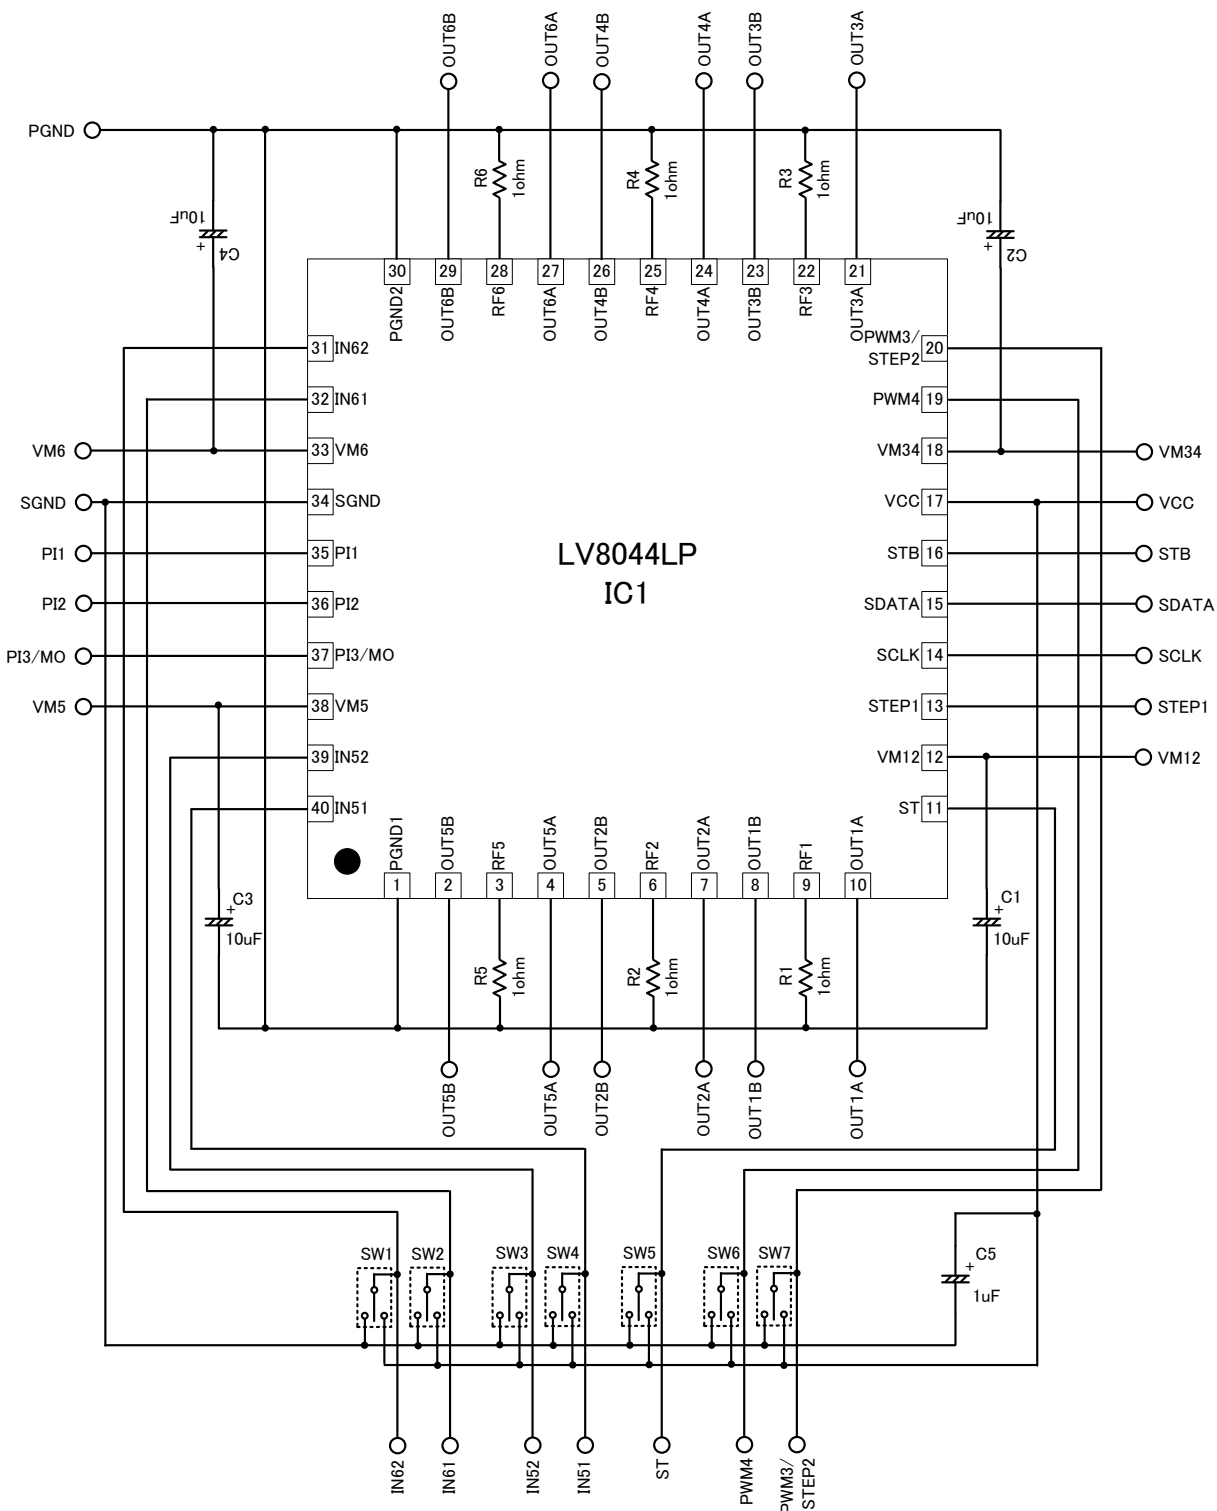 OUT6B
OUT6A
OUT4B
OUT4A
OUT3B
OUT3A
PGND
R6
1ohm
R4
1ohm
R3
1ohm
10uF
+
C4
10uF
+
C2
30
29
28
27
26
25
24
23
22
21
PGND2
OUT6B
RF6
OUT6A
OUT4B
RF4
OUT4A
OUT3B
RF3
OUT3A
31 IN62
PWM3/
STEP2
20
32 IN61
PWM4 19
VM6
33 VM6
VM34 18
VM34
SGND
34 SGND
VCC 17
VCC
PI1
35 PI1
LV8044LP
STB 16
STB
PI2
36 PI2
IC1
SDATA 15
SDATA
PI3/MO
37 PI3/MO
SCLK 14
SCLK
VM5
38 VM5
STEP1 13
STEP1
39 IN52
VM12 12
VM12
40 IN51
ST 11
PGND1
OUT5B
RF5
OUT5A
OUT2B
RF2
OUT2A
OUT1B
RF1
OUT1A
1
2
3
4
5
6
7
8
9
10
+
C3
10uF
+
C1
10uF
R5
1ohm
R2
1ohm
R1
1ohm
OUT5B
OUT5A
OUT2B
OUT2A
OUT1B
OUT1A
SW1
SW2
SW3
SW4
SW5
SW6
SW7
+
C5
1uF
IN62
IN61
IN52
IN51
ST
PWM4
PWM3/
STEP2